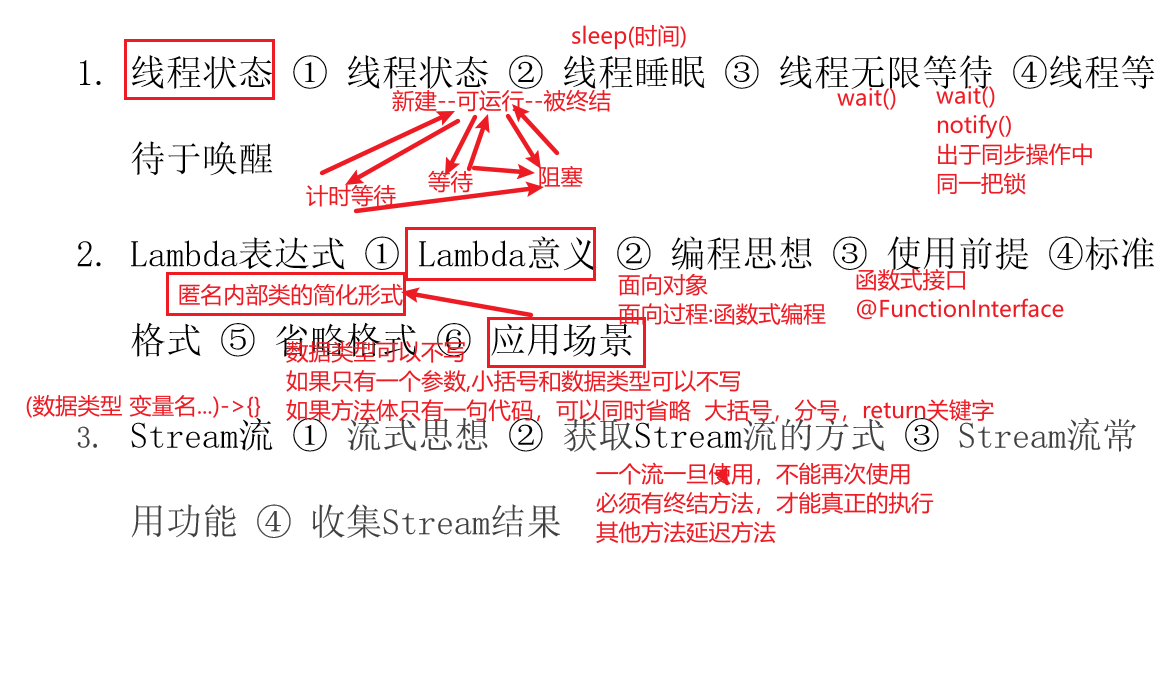 sleep(时间)
1. 线程状态 ① 线程状态 ② 线程睡眠 ③ 线程无限等待 ④线程等
新建--可运行--被终结
wait()
wait()
notify()
出于同步操作中
同一把锁
待于唤醒
计时等待
等待
阻塞
2. Lambda表达式 ① Lambda意义 ② 编程思想 ③ 使用前提 ④标准
匿名内部类的简化形式
面向对象
面向过程:函数式编程
函数式接口
@FunctionInterface
格式 ⑤ 省略格式 ⑥ 应用场景
数据类型可以不写
如果只有一个参数,小括号和数据类型可以不写
(数据类型 变量名...)->{}
如果方法体只有一句代码，可以同时省略 大括号，分号，return关键字
3. Stream流 ① 流式思想 ② 获取Stream流的方式 ③ Stream流常
一个流一旦使用，不能再次使用
必须有终结方法，才能真正的执行
其他方法延迟方法
用功能 ④ 收集Stream结果